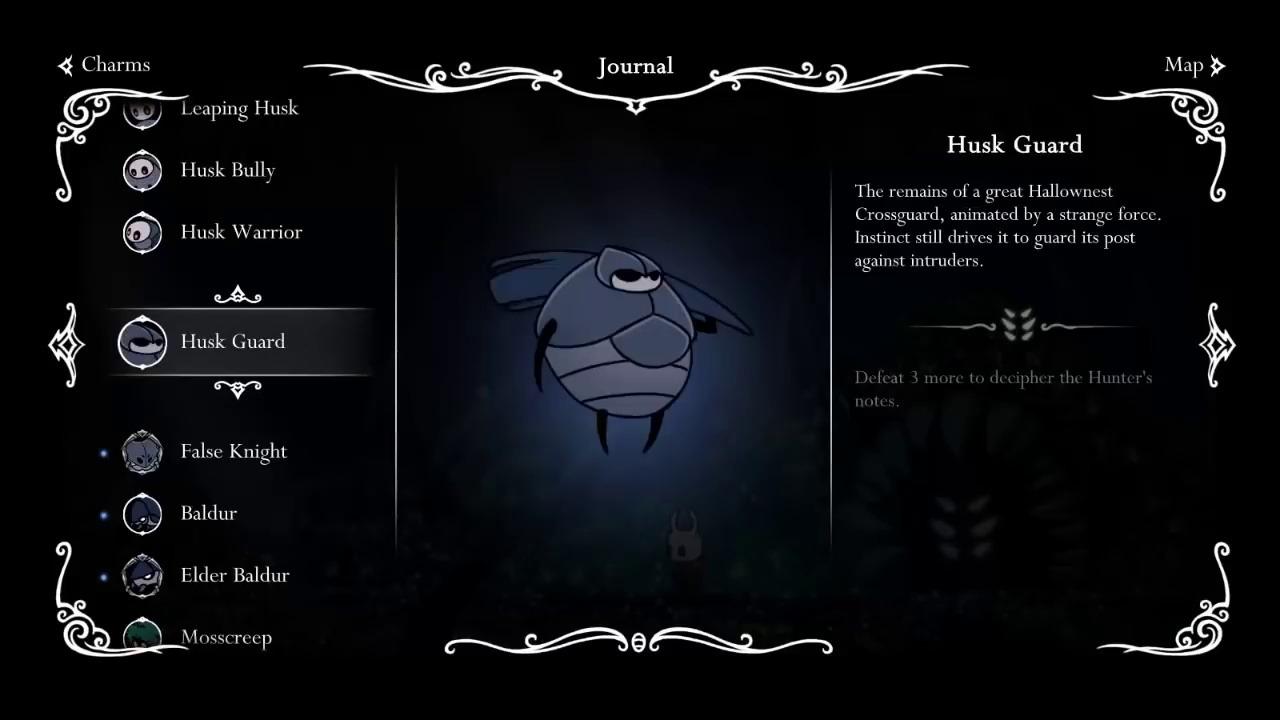 Charms
Journal
Map
Leaping Husk
Husk Bully
Husk Warrior
Husk Guard
False Knight
Baldur
Elder Baldur
Mosscreep
Husk Guard
The remains of a great Hallownest
Crossguard, animated by a strange force.
Instinct still drives it to guard its post
against intruders.
Defeat 3 more to decipher the Hunter's
notes.